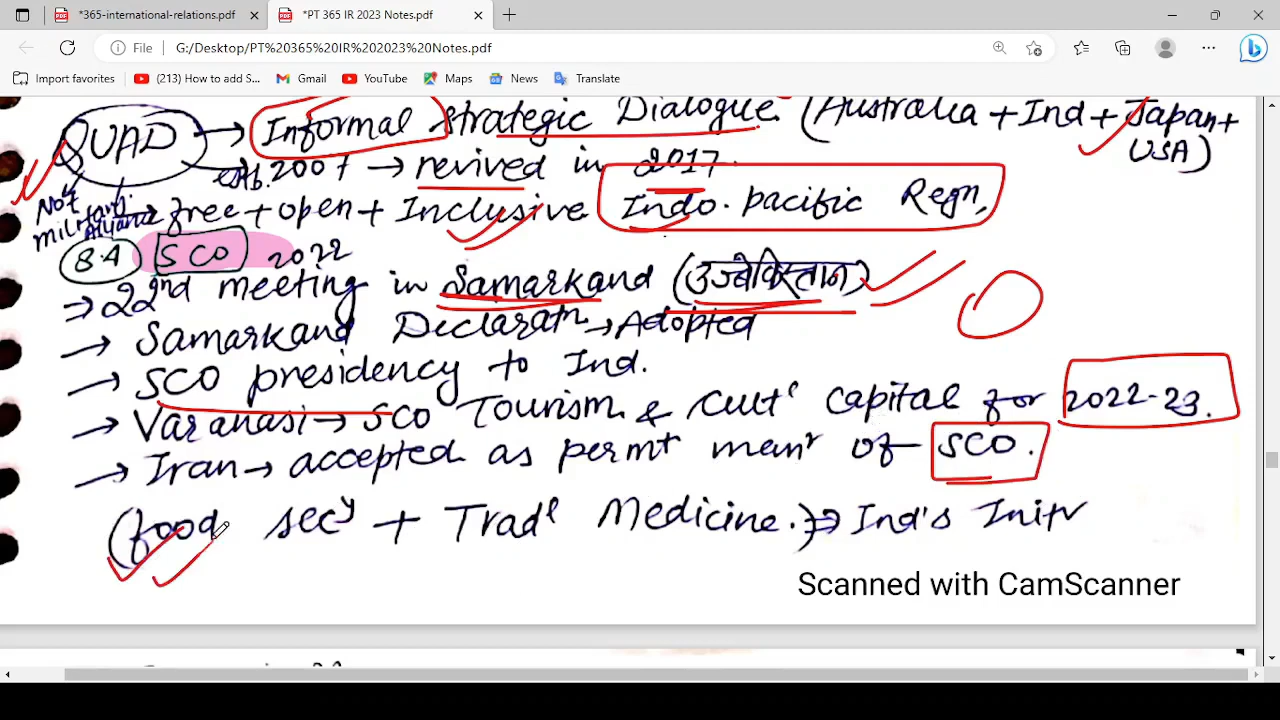 *365-international-relations.pdf
*PT 365 IR 2023 Notes.pdf
File G:/Desktop/PT%20365%20IR%202023%20Notes.pdf
Import favorites (213) How to add S... Gmail YouTube Maps News Translate
QUAD → Informal Strategic Dialogue. (Australia + Ind + Japan +
USA)
Estb. 2007 → revived in 2017.
Not military Alliance
→ free + open + Inclusive Indo. pacific Regn,
8.4 SCO 2022
→ 22nd meeting in Samarkand (उज्बेकिस्तान)
→ Samarkand Declaratn → Adopted
→ SCO presidency to Ind.
→ Varanasi → SCO Tourism & Cultl capital for 2022-23.
→ Iran → accepted as permt memr of SCO.
(food secy + Tradl Medicine.) ⇒ Ind's Initv
Scanned with CamScanner